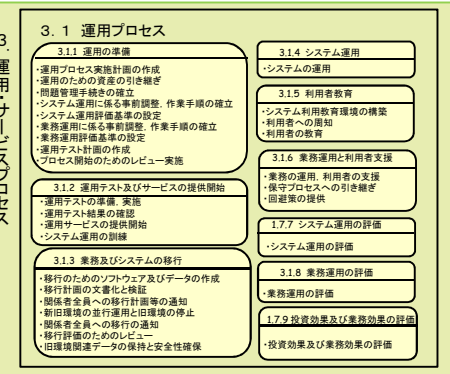 3. 運用・サービスプロセス
3.1 運用プロセス
3.1.1 運用の準備
・運用プロセス実施計画の作成
・運用のための資産の引き継ぎ
・問題管理手続きの確立
・システム運用に係る事前調整、作業手順の確立
・システム運用評価基準の設定
・業務運用に係る事前調整、作業手順の確立
・業務運用評価基準の設定
・運用テスト計画の作成
・プロセス開始のためのレビュー実施
3.1.2 運用テスト及びサービスの提供開始
・運用テストの準備、実施
・運用テスト結果の確認
・運用サービスの提供開始
・システム運用の訓練
3.1.3 業務及びシステムの移行
・移行のためのソフトウェア及びデータの作成
・移行計画の文書化と検証
・関係者全員への移行計画等の通知
・新旧環境の並行運用と旧環境の停止
・関係者全員への移行の通知
・移行評価のためのレビュー
・旧環境関連データの保持と安全性確保
3.1.4 システム運用
・システムの運用
3.1.5 利用者教育
・システム利用教育環境の構築
・利用者への周知
・利用者の教育
3.1.6 業務運用と利用者支援
・業務の運用、利用者の支援
・保守プロセスへの引き継ぎ
・回避策の提供
1.7.7 システム運用の評価
・システム運用の評価
3.1.8 業務運用の評価
・業務運用の評価
1.7.9 投資効果及び業務効果の評価
・投資効果及び業務効果の評価